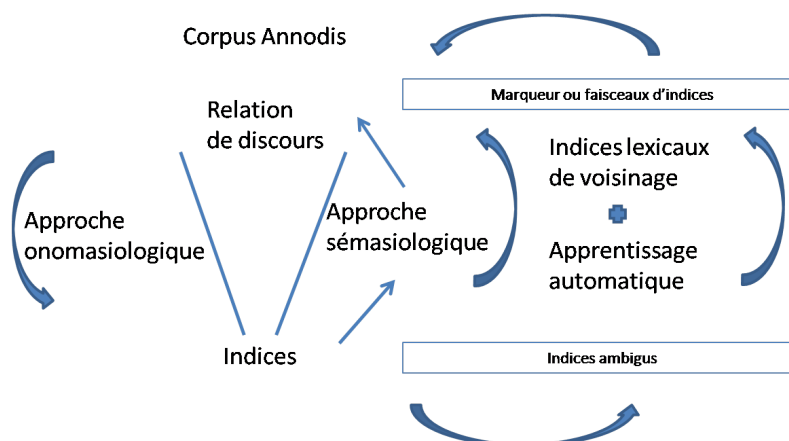 Corpus Annodis
Marqueur ou faisceaux d'indices
Relation
de discours
Indices lexicaux
de voisinage
Approche
onomasiologique
Approche
sémasiologique
Apprentissage
automatique
Indices
Indices ambigus